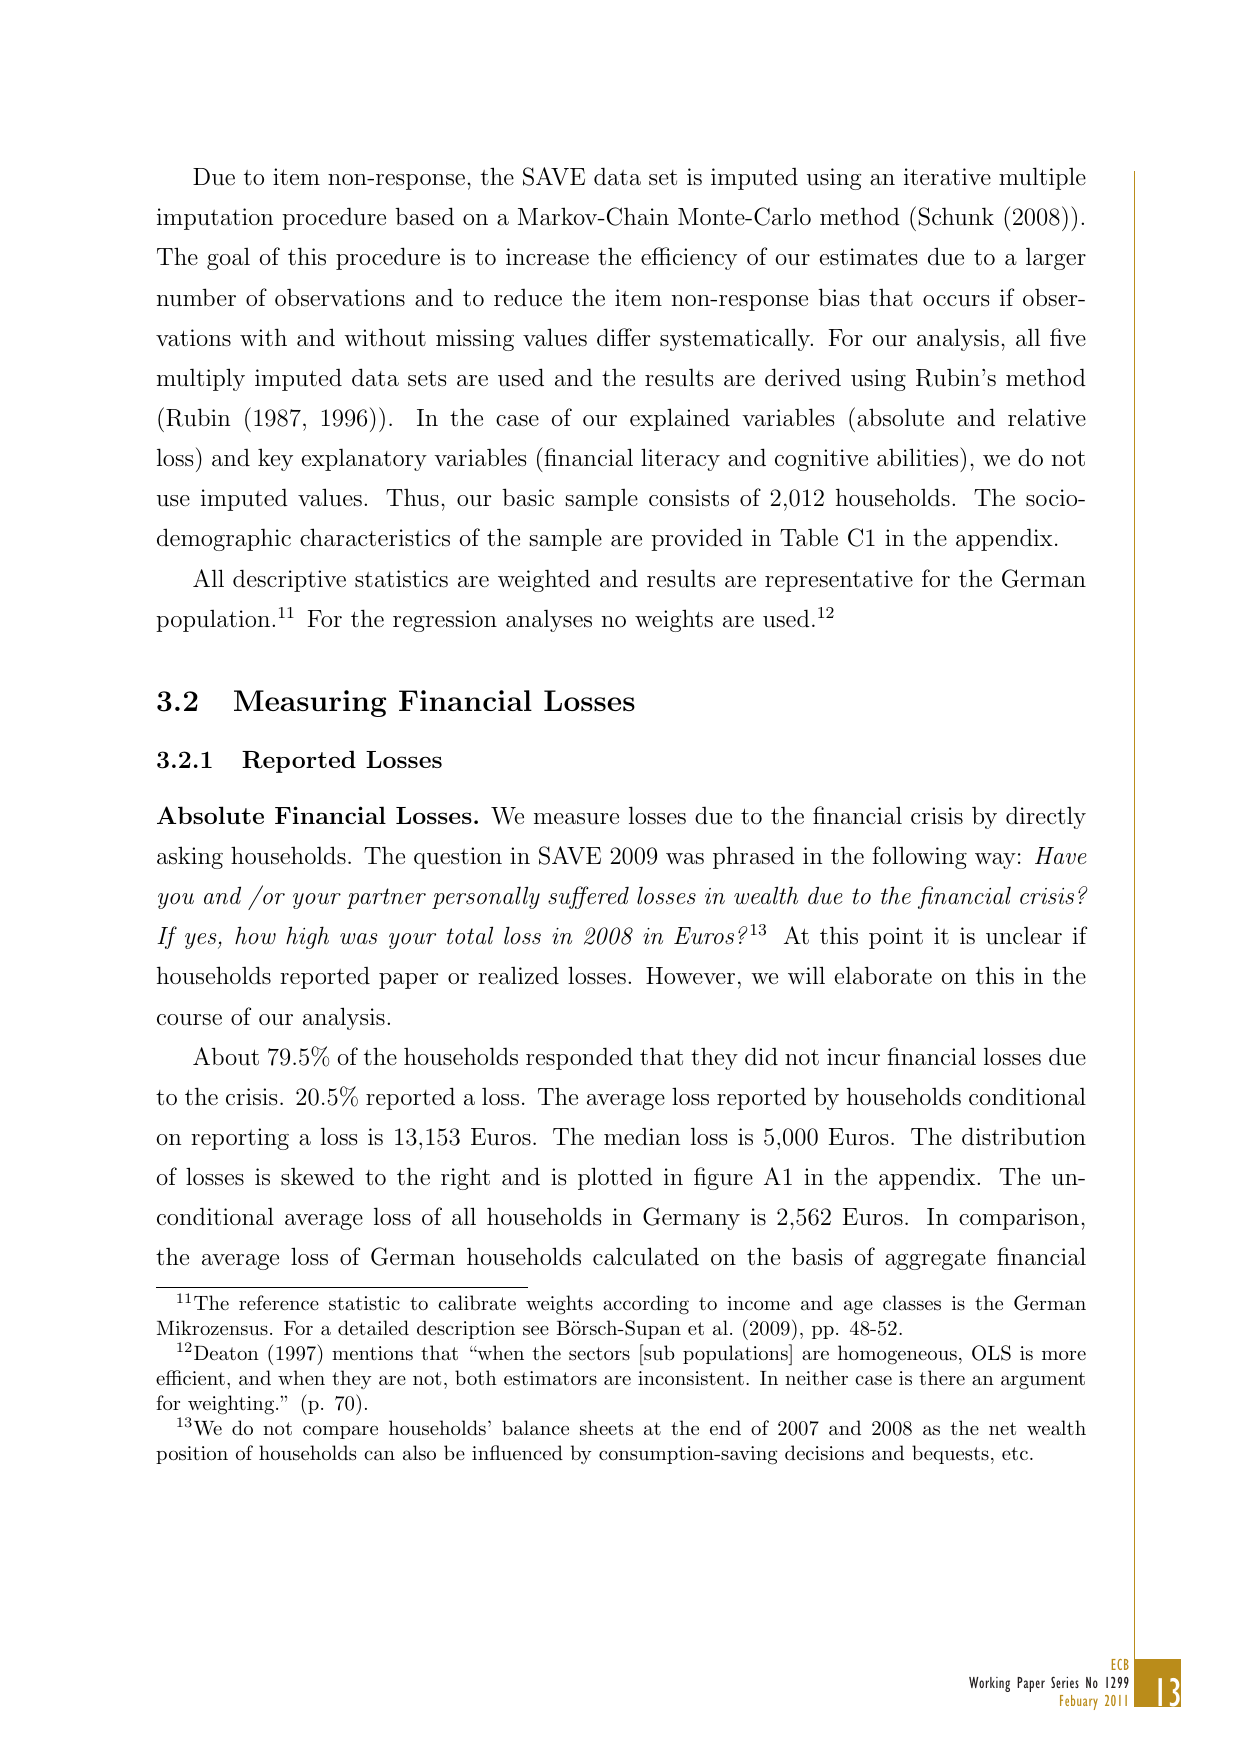 Due to item non-response, the SAVE data set is imputed using an iterative multiple
imputation procedure based on a Markov-Chain Monte-Carlo method (Schunk (2008)).
The goal of this procedure is to increase the efficiency of our estimates due to a larger
number of observations and to reduce the item non-response bias that occurs if obser-
vations with and without missing values differ systematically. For our analysis, all five
multiply imputed data sets are used and the results are derived using Rubin's method
(Rubin (1987, 1996)). In the case of our explained variables (absolute and relative
loss) and key explanatory variables (financial literacy and cognitive abilities), we do not
use imputed values. Thus, our basic sample consists of 2,012 households. The socio-
demographic characteristics of the sample are provided in Table C1 in the appendix.
All descriptive statistics are weighted and results are representative for the German
population.11 For the regression analyses no weights are used.12
3.2 Measuring Financial Losses
3.2.1 Reported Losses
Absolute Financial Losses. We measure losses due to the financial crisis by directly
asking households. The question in SAVE 2009 was phrased in the following way: Have
you and /or your partner personally suffered losses in wealth due to the financial crisis?
If yes, how high was your total loss in 2008 in Euros?13 At this point it is unclear if
households reported paper or realized losses. However, we will elaborate on this in the
course of our analysis.
About 79.5% of the households responded that they did not incur financial losses due
to the crisis. 20.5% reported a loss. The average loss reported by households conditional
on reporting a loss is 13,153 Euros. The median loss is 5,000 Euros. The distribution
of losses is skewed to the right and is plotted in figure A1 in the appendix. The un-
conditional average loss of all households in Germany is 2,562 Euros. In comparison,
the average loss of German households calculated on the basis of aggregate financial
11The reference statistic to calibrate weights according to income and age classes is the German
Mikrozensus. For a detailed description see Börsch-Supan et al. (2009), pp. 48-52.
12Deaton (1997) mentions that “when the sectors [sub populations] are homogeneous, OLS is more
efficient, and when they are not, both estimators are inconsistent. In neither case is there an argument
for weighting.” (p. 70).
13We do not compare households' balance sheets at the end of 2007 and 2008 as the net wealth
position of households can also be influenced by consumption-saving decisions and bequests, etc.
ECB
Working Paper Series No 1299
Febuary 2011
13